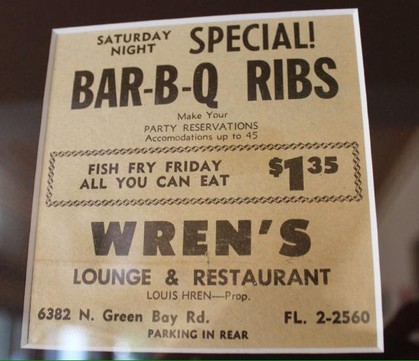 SATURDAY NIGHT SPECIAL!
BAR-B-Q RIBS
Make Your
PARTY RESERVATIONS
Accomodations up to 45
FISH FRY FRIDAY
ALL YOU CAN EAT $1.35
WREN'S
LOUNGE & RESTAURANT
LOUIS HREN—Prop.
6382 N. Green Bay Rd. FL. 2-2560
PARKING IN REAR